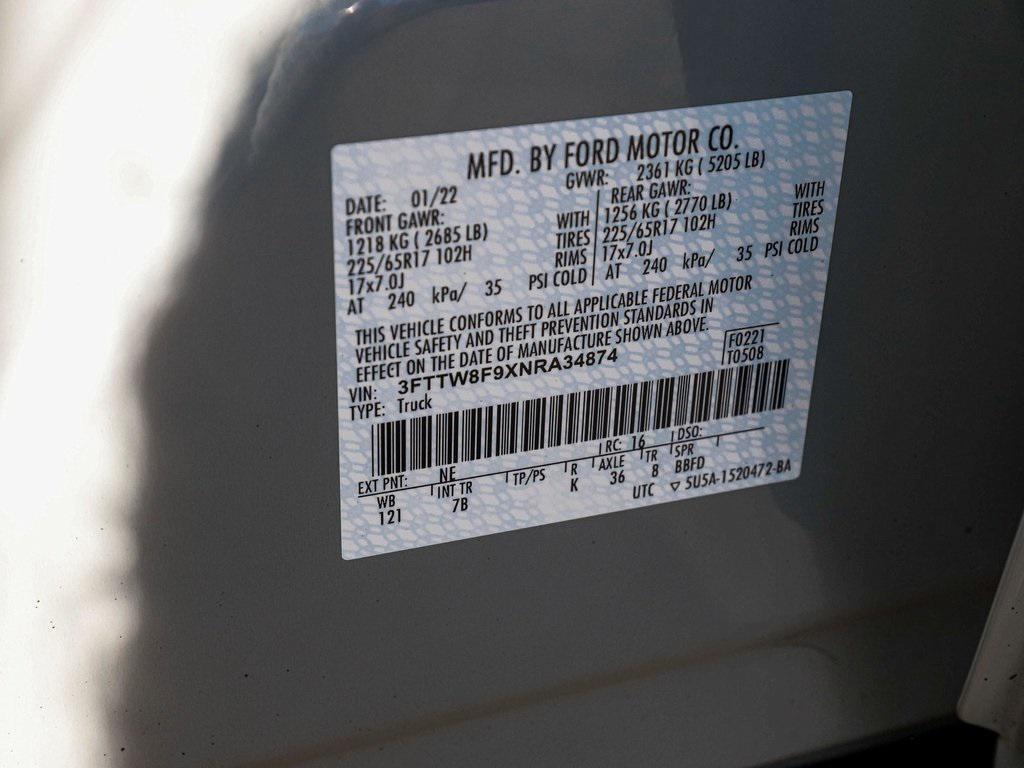 MFD. BY FORD MOTOR CO.
DATE: 01/22 GVWR: 2361 KG ( 5205 LB)
FRONT GAWR: REAR GAWR:
1218 KG ( 2685 LB) WITH 1256 KG ( 2770 LB) WITH
225/65R17 102H TIRES 225/65R17 102H TIRES
17x7.0J RIMS 17x7.0J RIMS
AT 240 kPa/ 35 PSI COLD AT 240 kPa/ 35 PSI COLD
THIS VEHICLE CONFORMS TO ALL APPLICABLE FEDERAL MOTOR
VEHICLE SAFETY AND THEFT PREVENTION STANDARDS IN
EFFECT ON THE DATE OF MANUFACTURE SHOWN ABOVE.
VIN: 3FTTW8F9XNRA34874 F0221
TYPE: Truck T0508
EXT PNT: NE RC: 16 DSO:
WB INT TR TP/PS R AXLE TR SPR
121 7B K 36 8 BBFD
UTC ▽ 5U5A-1520472-BA